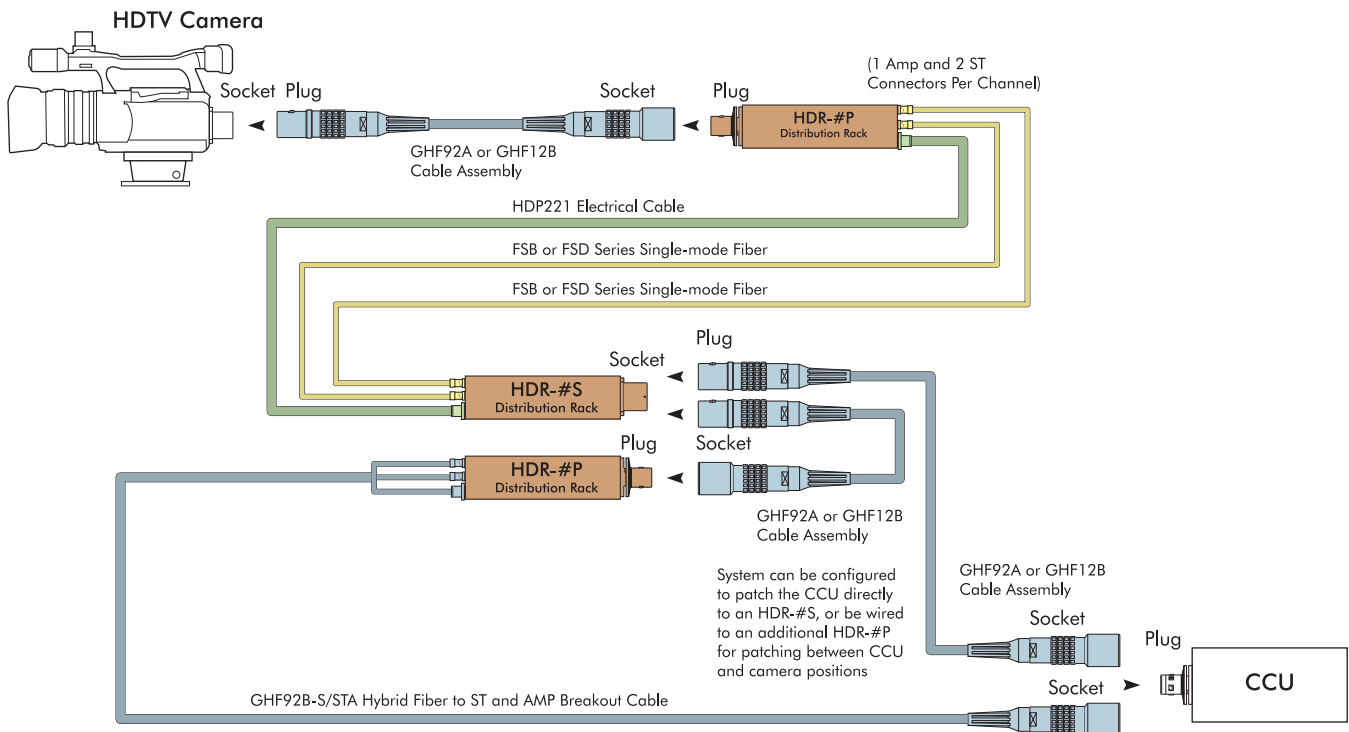 HDTV Camera
(1 Amp and 2 ST
Connectors Per Channel)
Socket
Plug
Socket
Plug
HDR-#P
Distribution Rack
GHF92A or GHF12B
Cable Assembly
HDP221 Electrical Cable
FSB or FSD Series Single-mode Fiber
FSB or FSD Series Single-mode Fiber
Plug
Socket
HDR-#S
Distribution Rack
Plug
Socket
HDR-#P
Distribution Rack
GHF92A or GHF12B
Cable Assembly
System can be configured
to patch the CCU directly
to an HDR-#S, or be wired
to an additional HDR-#P
for patching between CCU
and camera positions
GHF92A or GHF12B
Cable Assembly
Socket
Plug
CCU
Socket
GHF92B-S/STA Hybrid Fiber to ST and AMP Breakout Cable